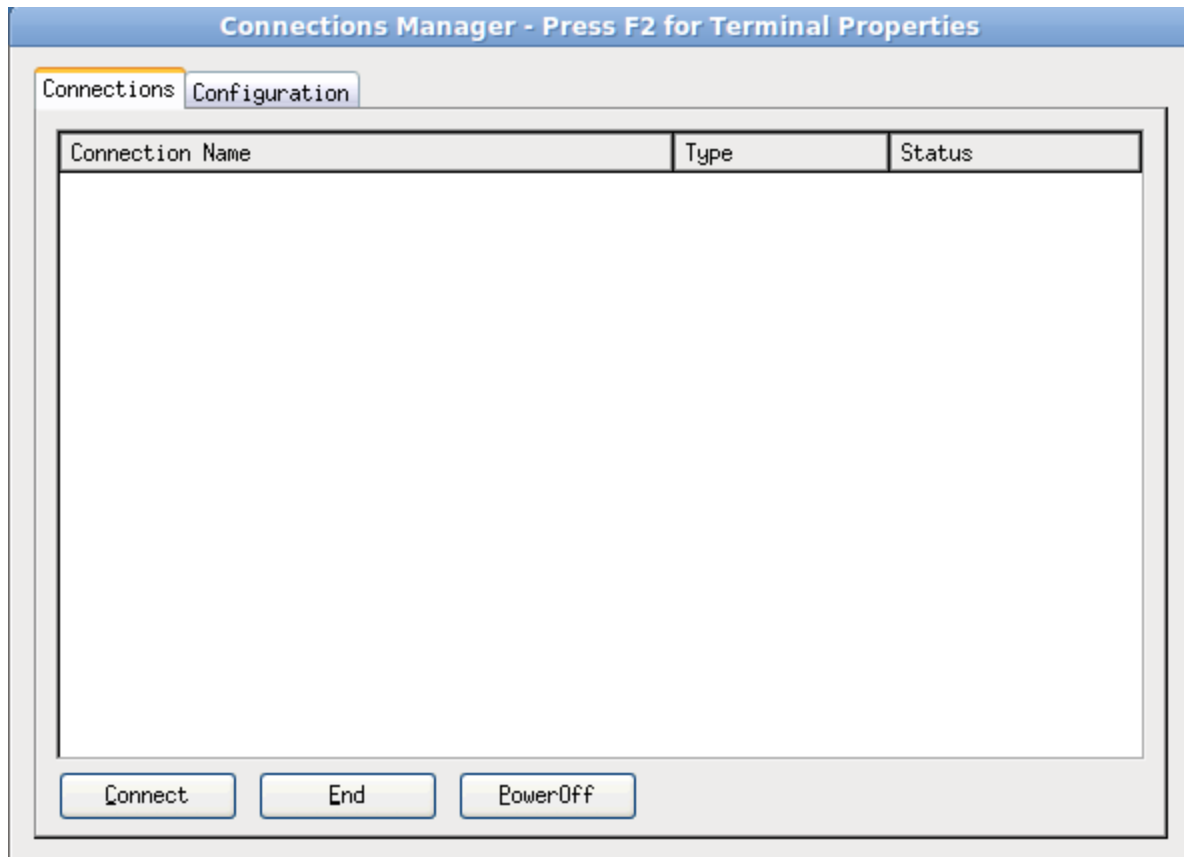 Connections Manager - Press F2 for Terminal Properties
Connections Configuration
Connection Name Type Status
Connect End PowerOff